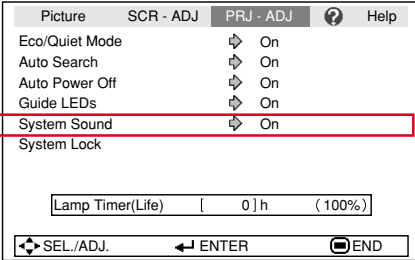 Picture SCR - ADJ PRJ - ADJ ? Help
Eco/Quiet Mode On
Auto Search On
Auto Power Off On
Guide LEDs On
System Sound On
System Lock
Lamp Timer(Life) [ 0 ] h (100%)
SEL./ADJ. ENTER END